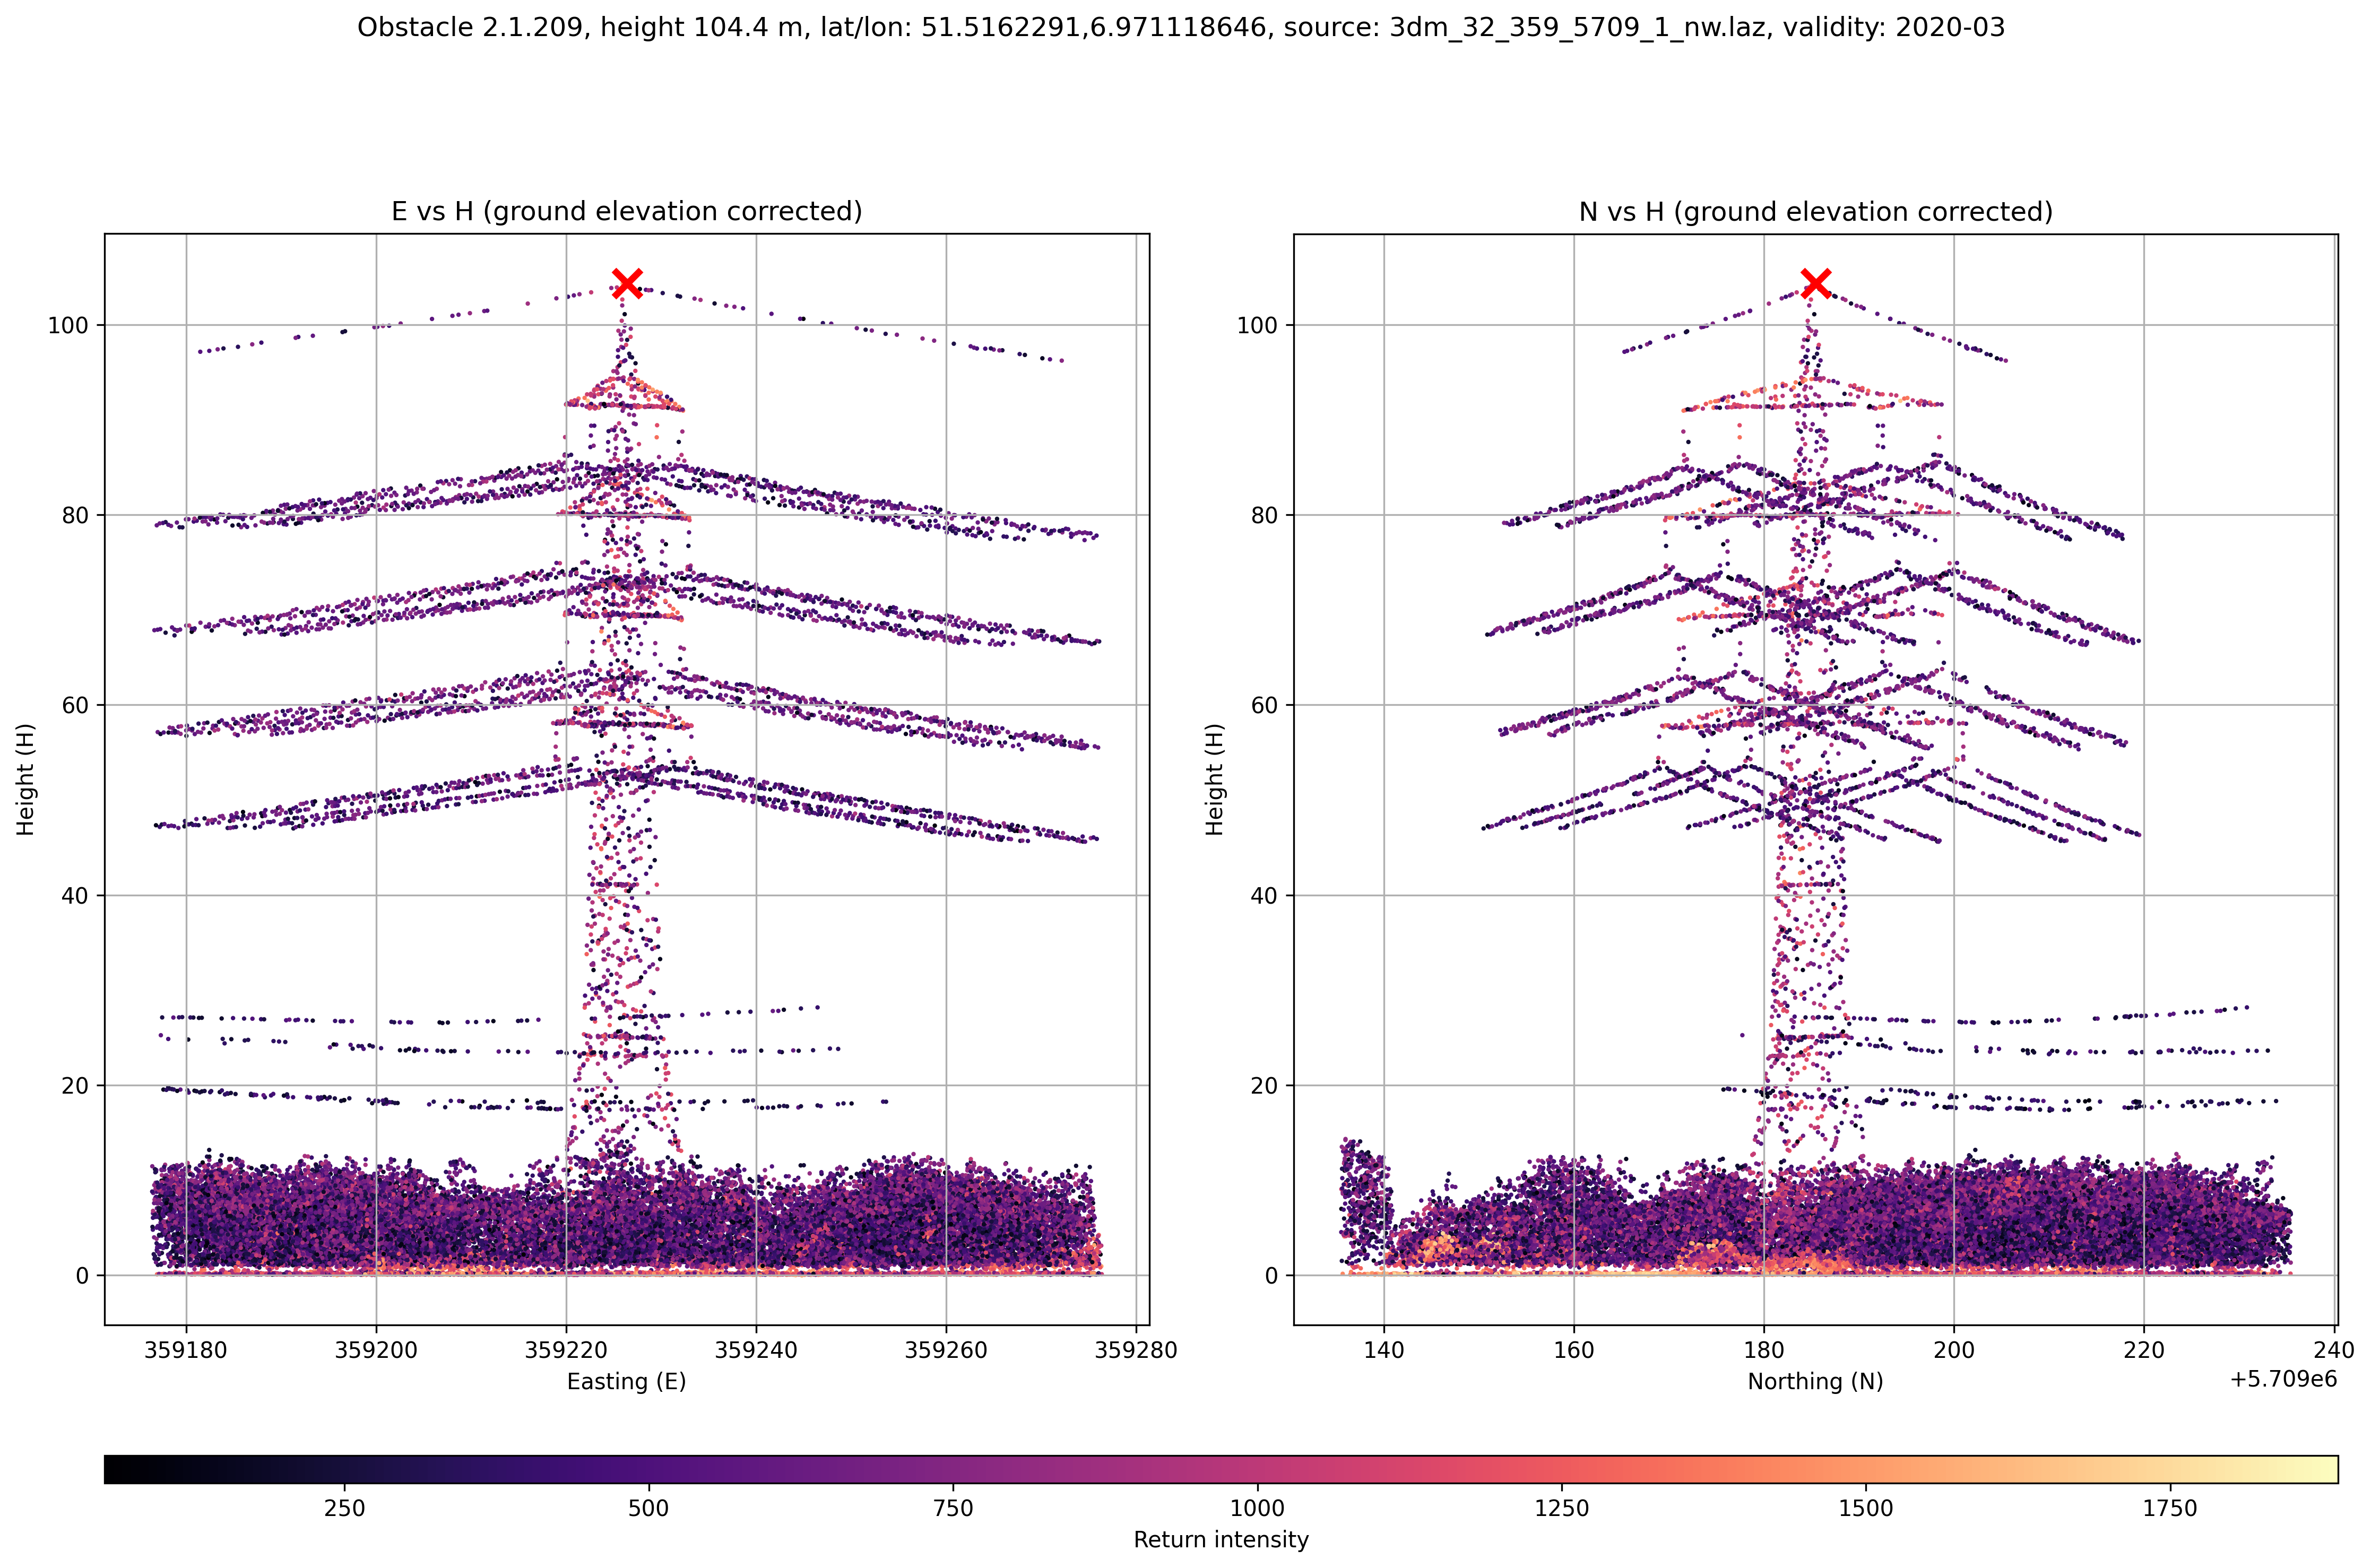 Obstacle 2.1.209, height 104.4 m, lat/lon: 51.5162291,6.971118646, source: 3dm_32_359_5709_1_nw.laz, validity: 2020-03
E vs H (ground elevation corrected)
N vs H (ground elevation corrected)
Height (H)
100
80
60
40
20
0
359180 359200 359220 359240 359260 359280
Easting (E)
Height (H)
100
80
60
40
20
0
140 160 180 200 220 240
Northing (N)
+5.709e6
250 500 750 1000 1250 1500 1750
Return intensity